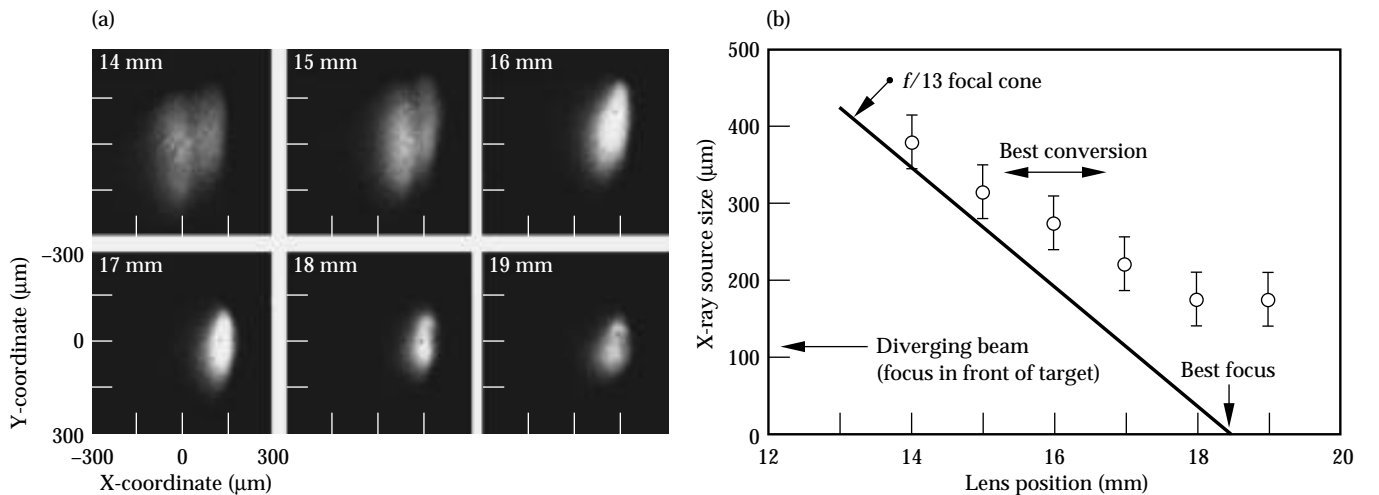 (a)
14 mm
15 mm
16 mm
17 mm
18 mm
19 mm
−300
0
300
Y-coordinate (µm)
−300
0
300
X-coordinate (µm)
(b)
500
400
300
200
100
0
X-ray source size (µm)
f/13 focal cone
Best conversion
Diverging beam
(focus in front of target)
Best focus
12
14
16
18
20
Lens position (mm)